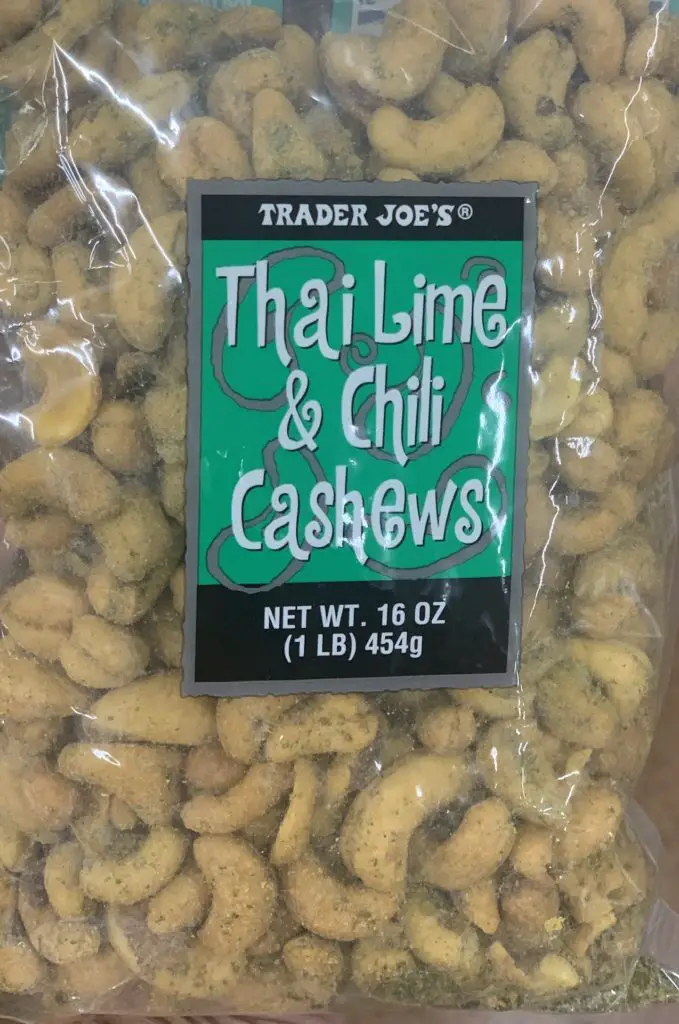 TRADER JOE'S®
Thai Lime
& Chili
Cashews
NET WT. 16 OZ
(1 LB) 454g